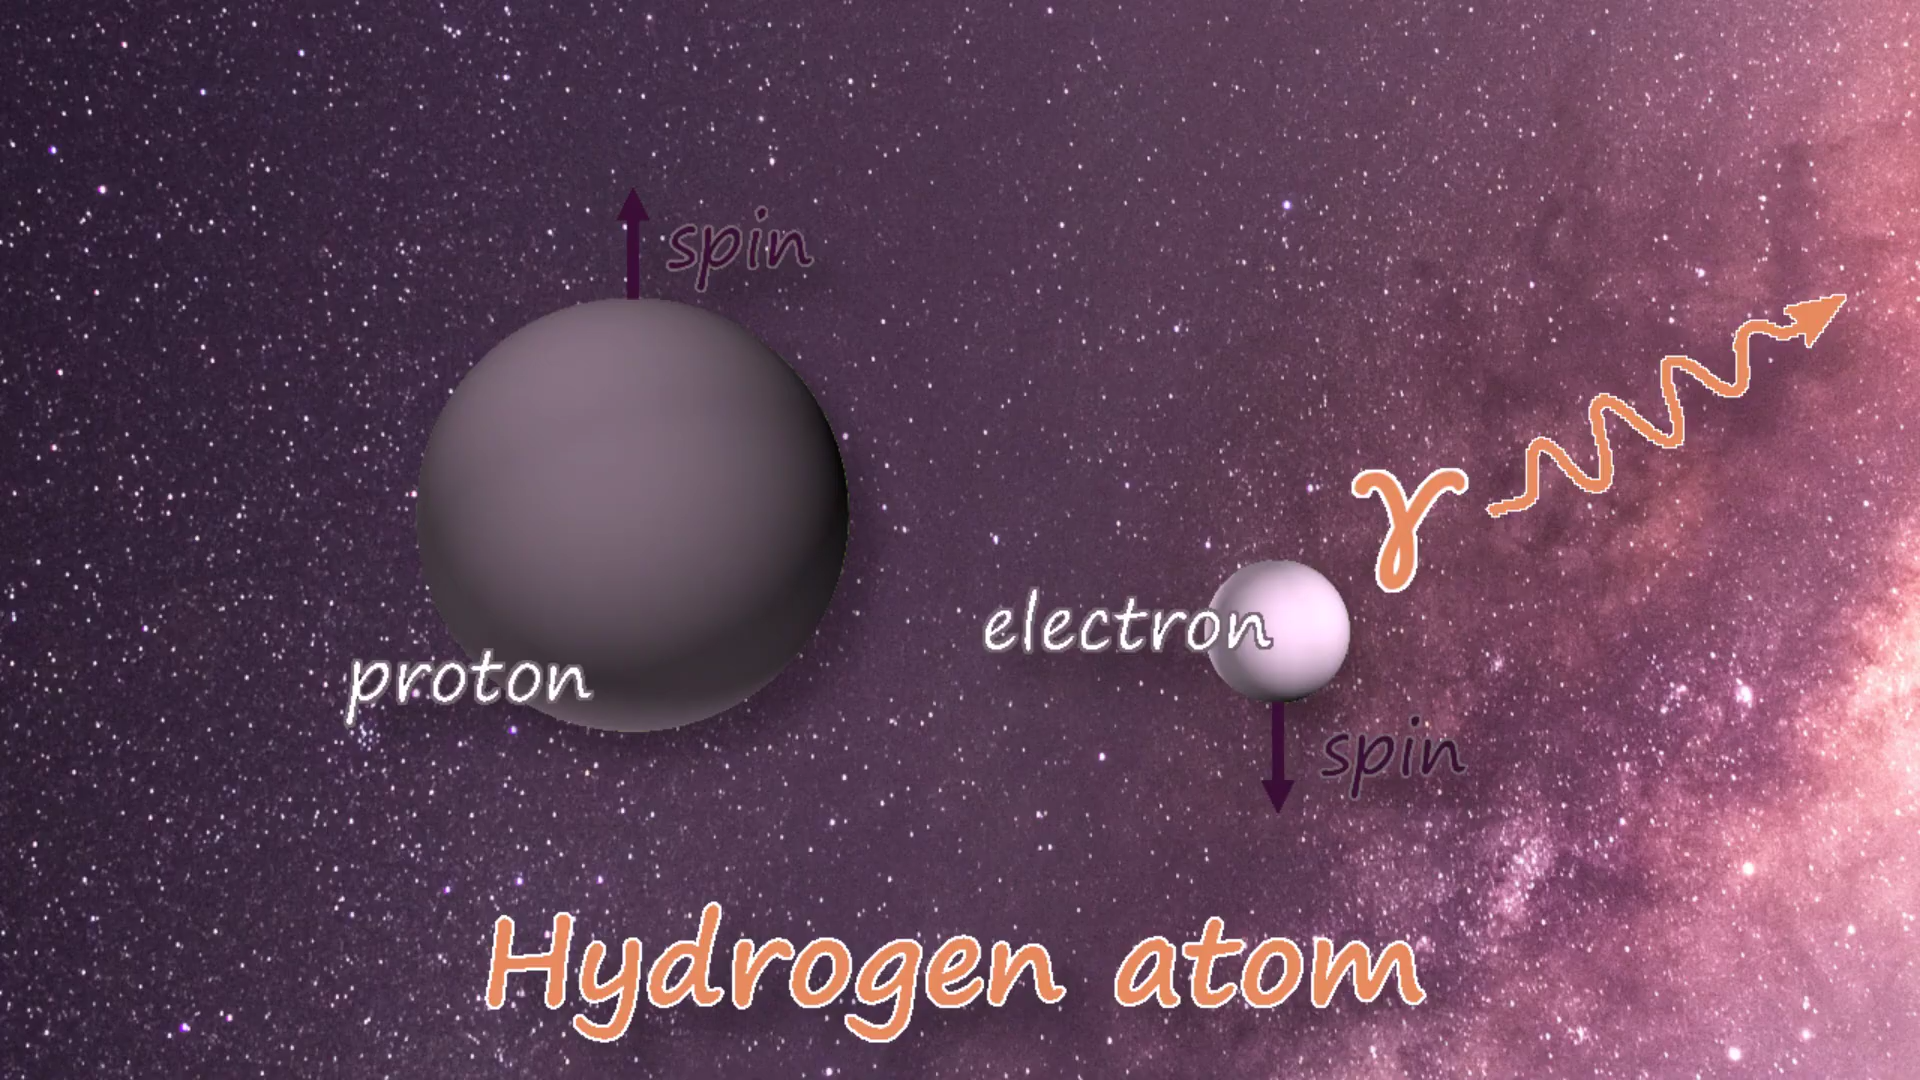 spin
γ
electron
proton
spin
Hydrogen atom